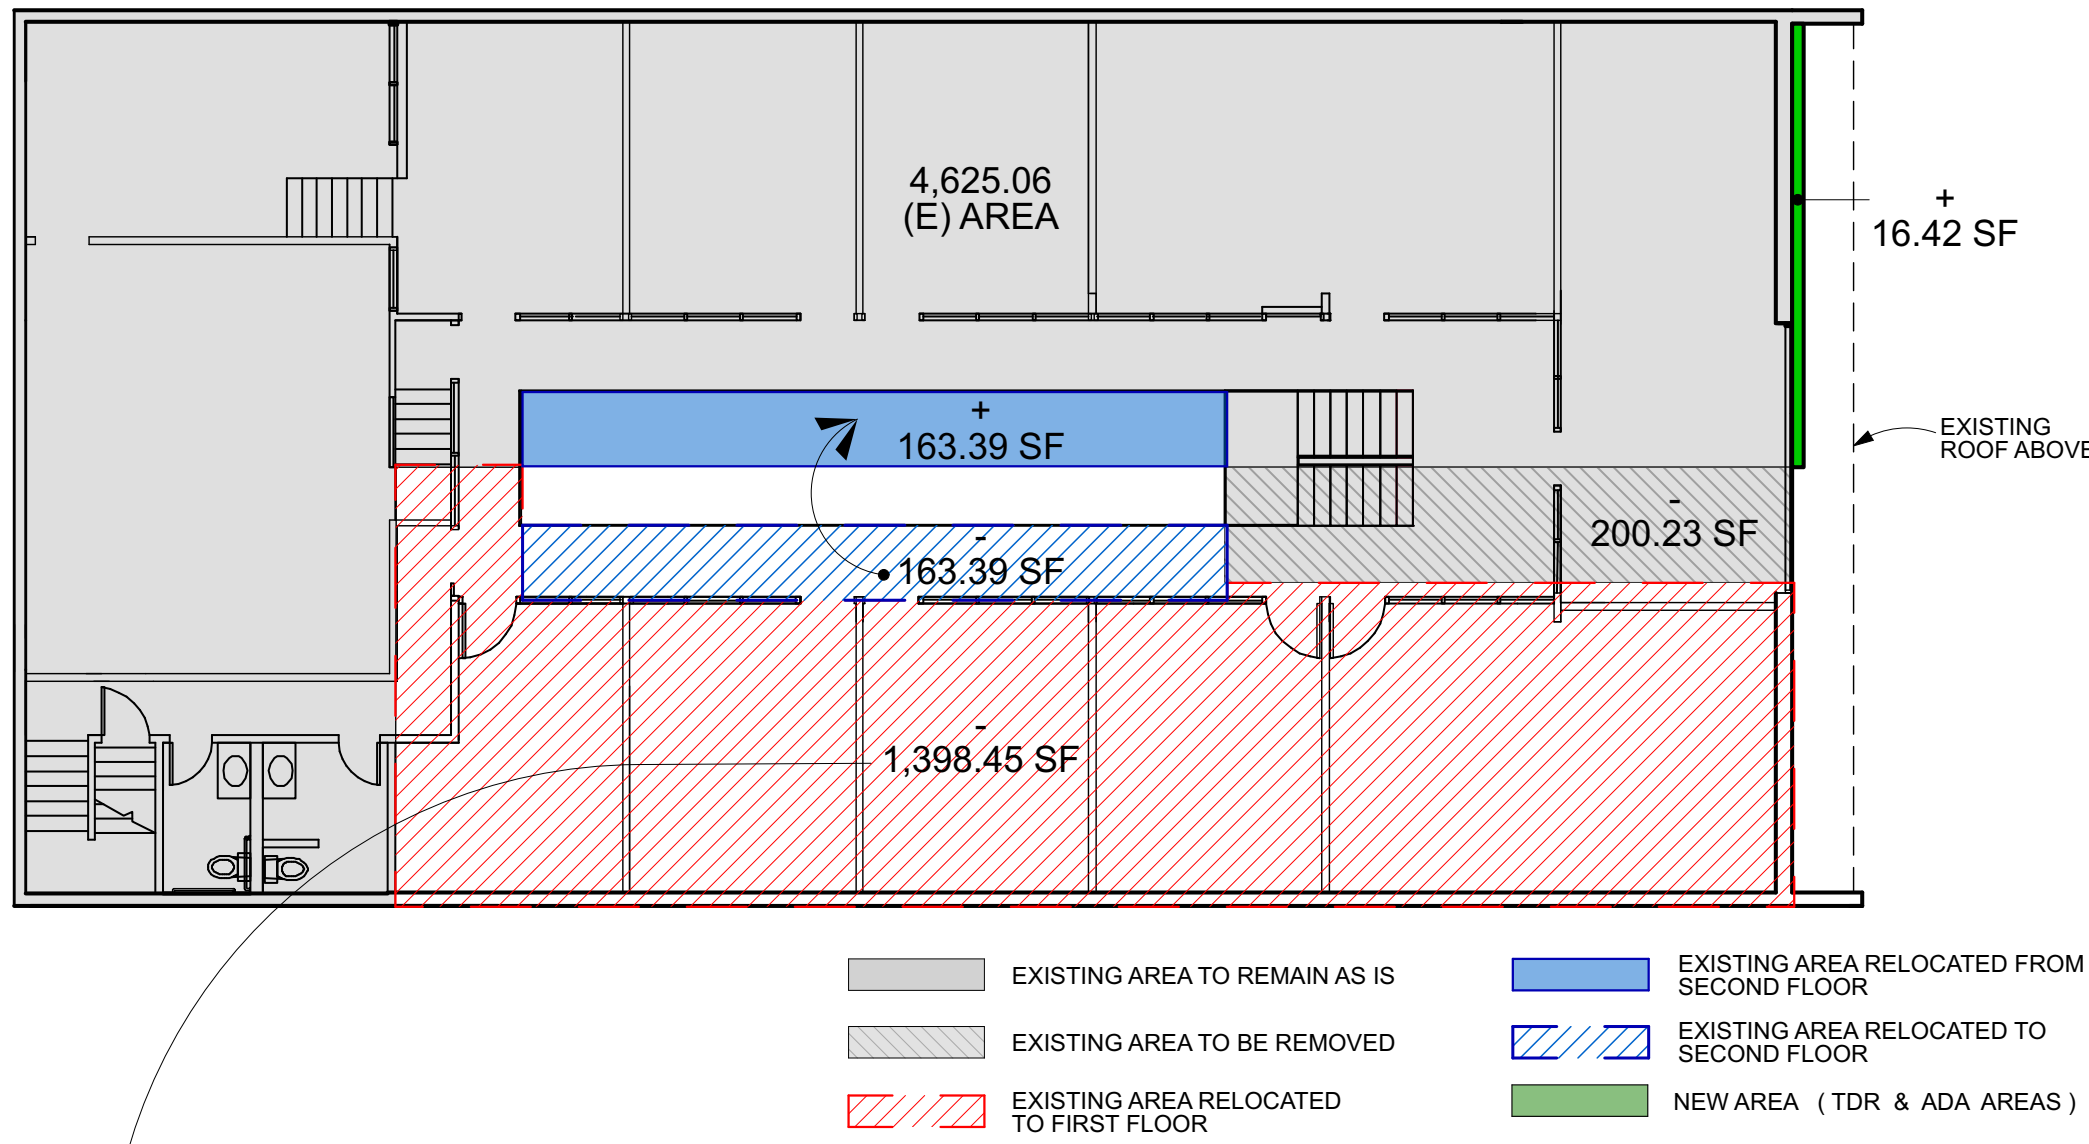 4,625.06
(E) AREA
+
16.42 SF
+
163.39 SF
EXISTING
ROOF ABOVE
-
200.23 SF
-
163.39 SF
-
1,398.45 SF
EXISTING AREA TO REMAIN AS IS
EXISTING AREA TO BE REMOVED
EXISTING AREA RELOCATED
TO FIRST FLOOR
EXISTING AREA RELOCATED FROM
SECOND FLOOR
EXISTING AREA RELOCATED TO
SECOND FLOOR
NEW AREA ( TDR & ADA AREAS )